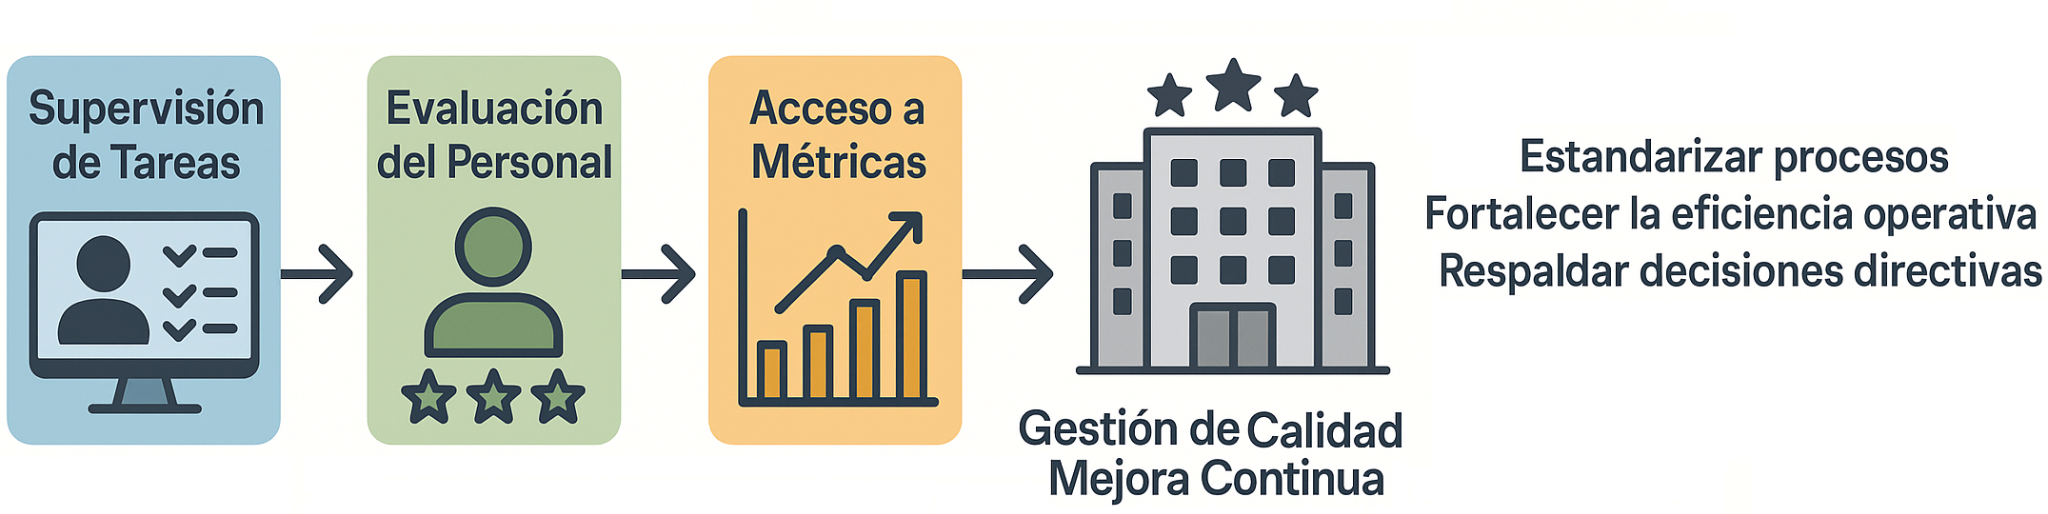 Supervisión
de Tareas
Evaluación
del Personal
Acceso a
Métricas
Gestión de Calidad
Mejora Continua
Estandarizar procesos
Fortalecer la eficiencia operativa
Respaldar decisiones directivas